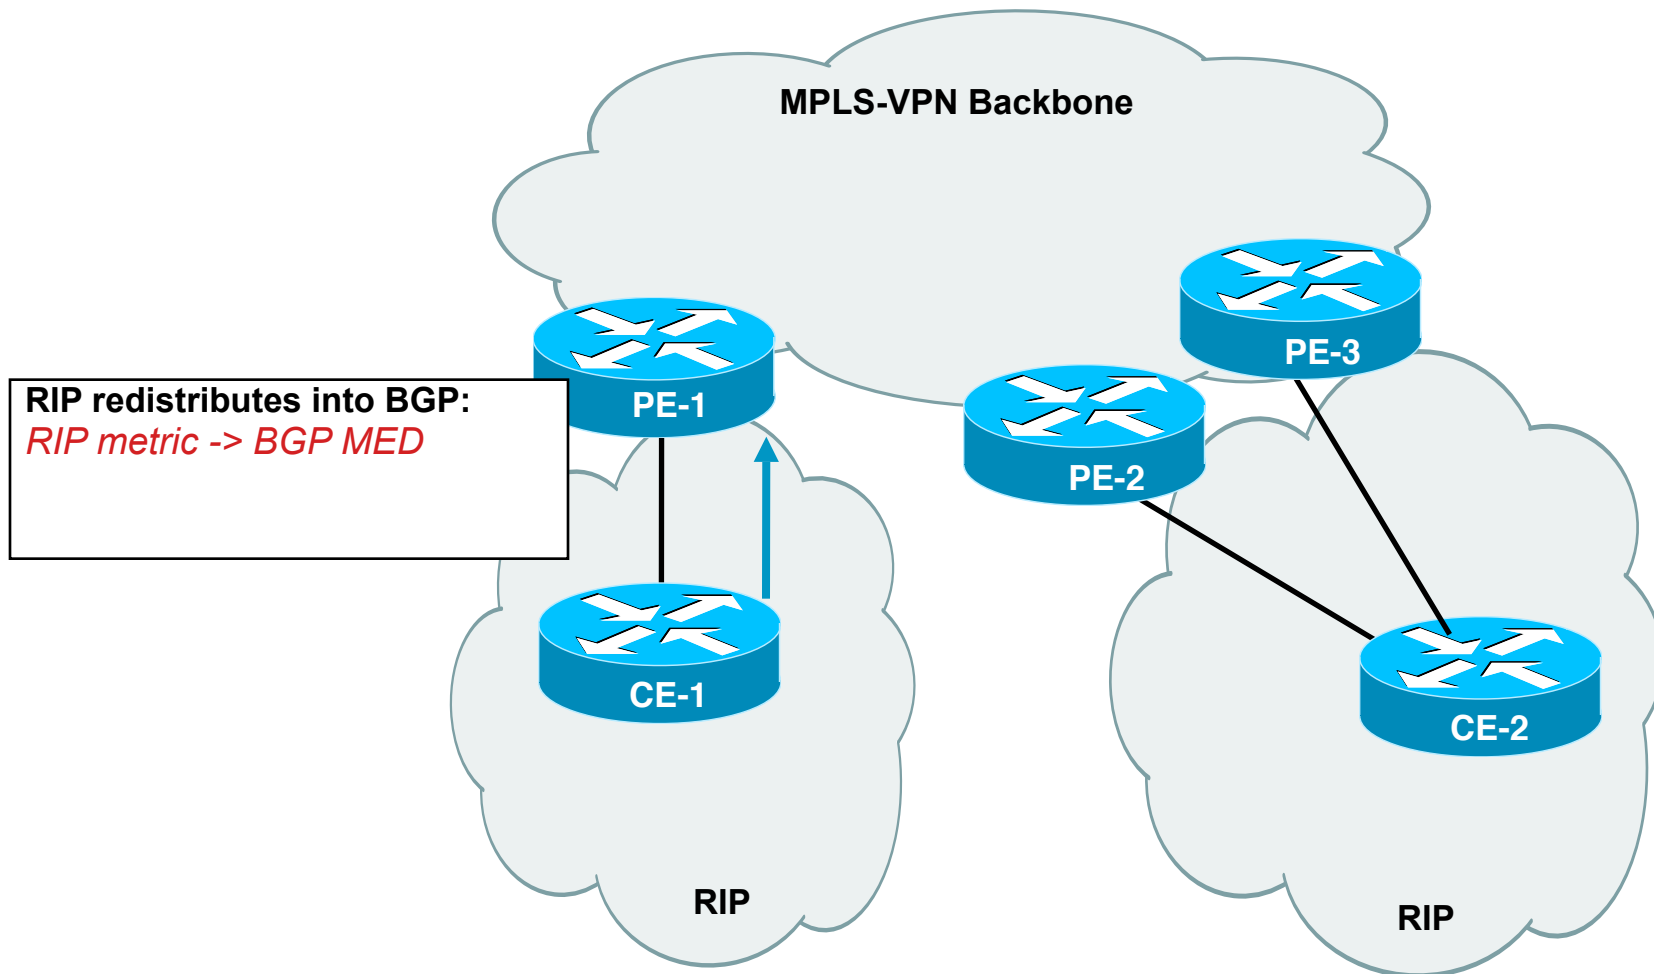 MPLS-VPN Backbone
PE-3
PE-1
RIP redistributes into BGP:
RIP metric -> BGP MED
PE-2
CE-1
CE-2
RIP
RIP